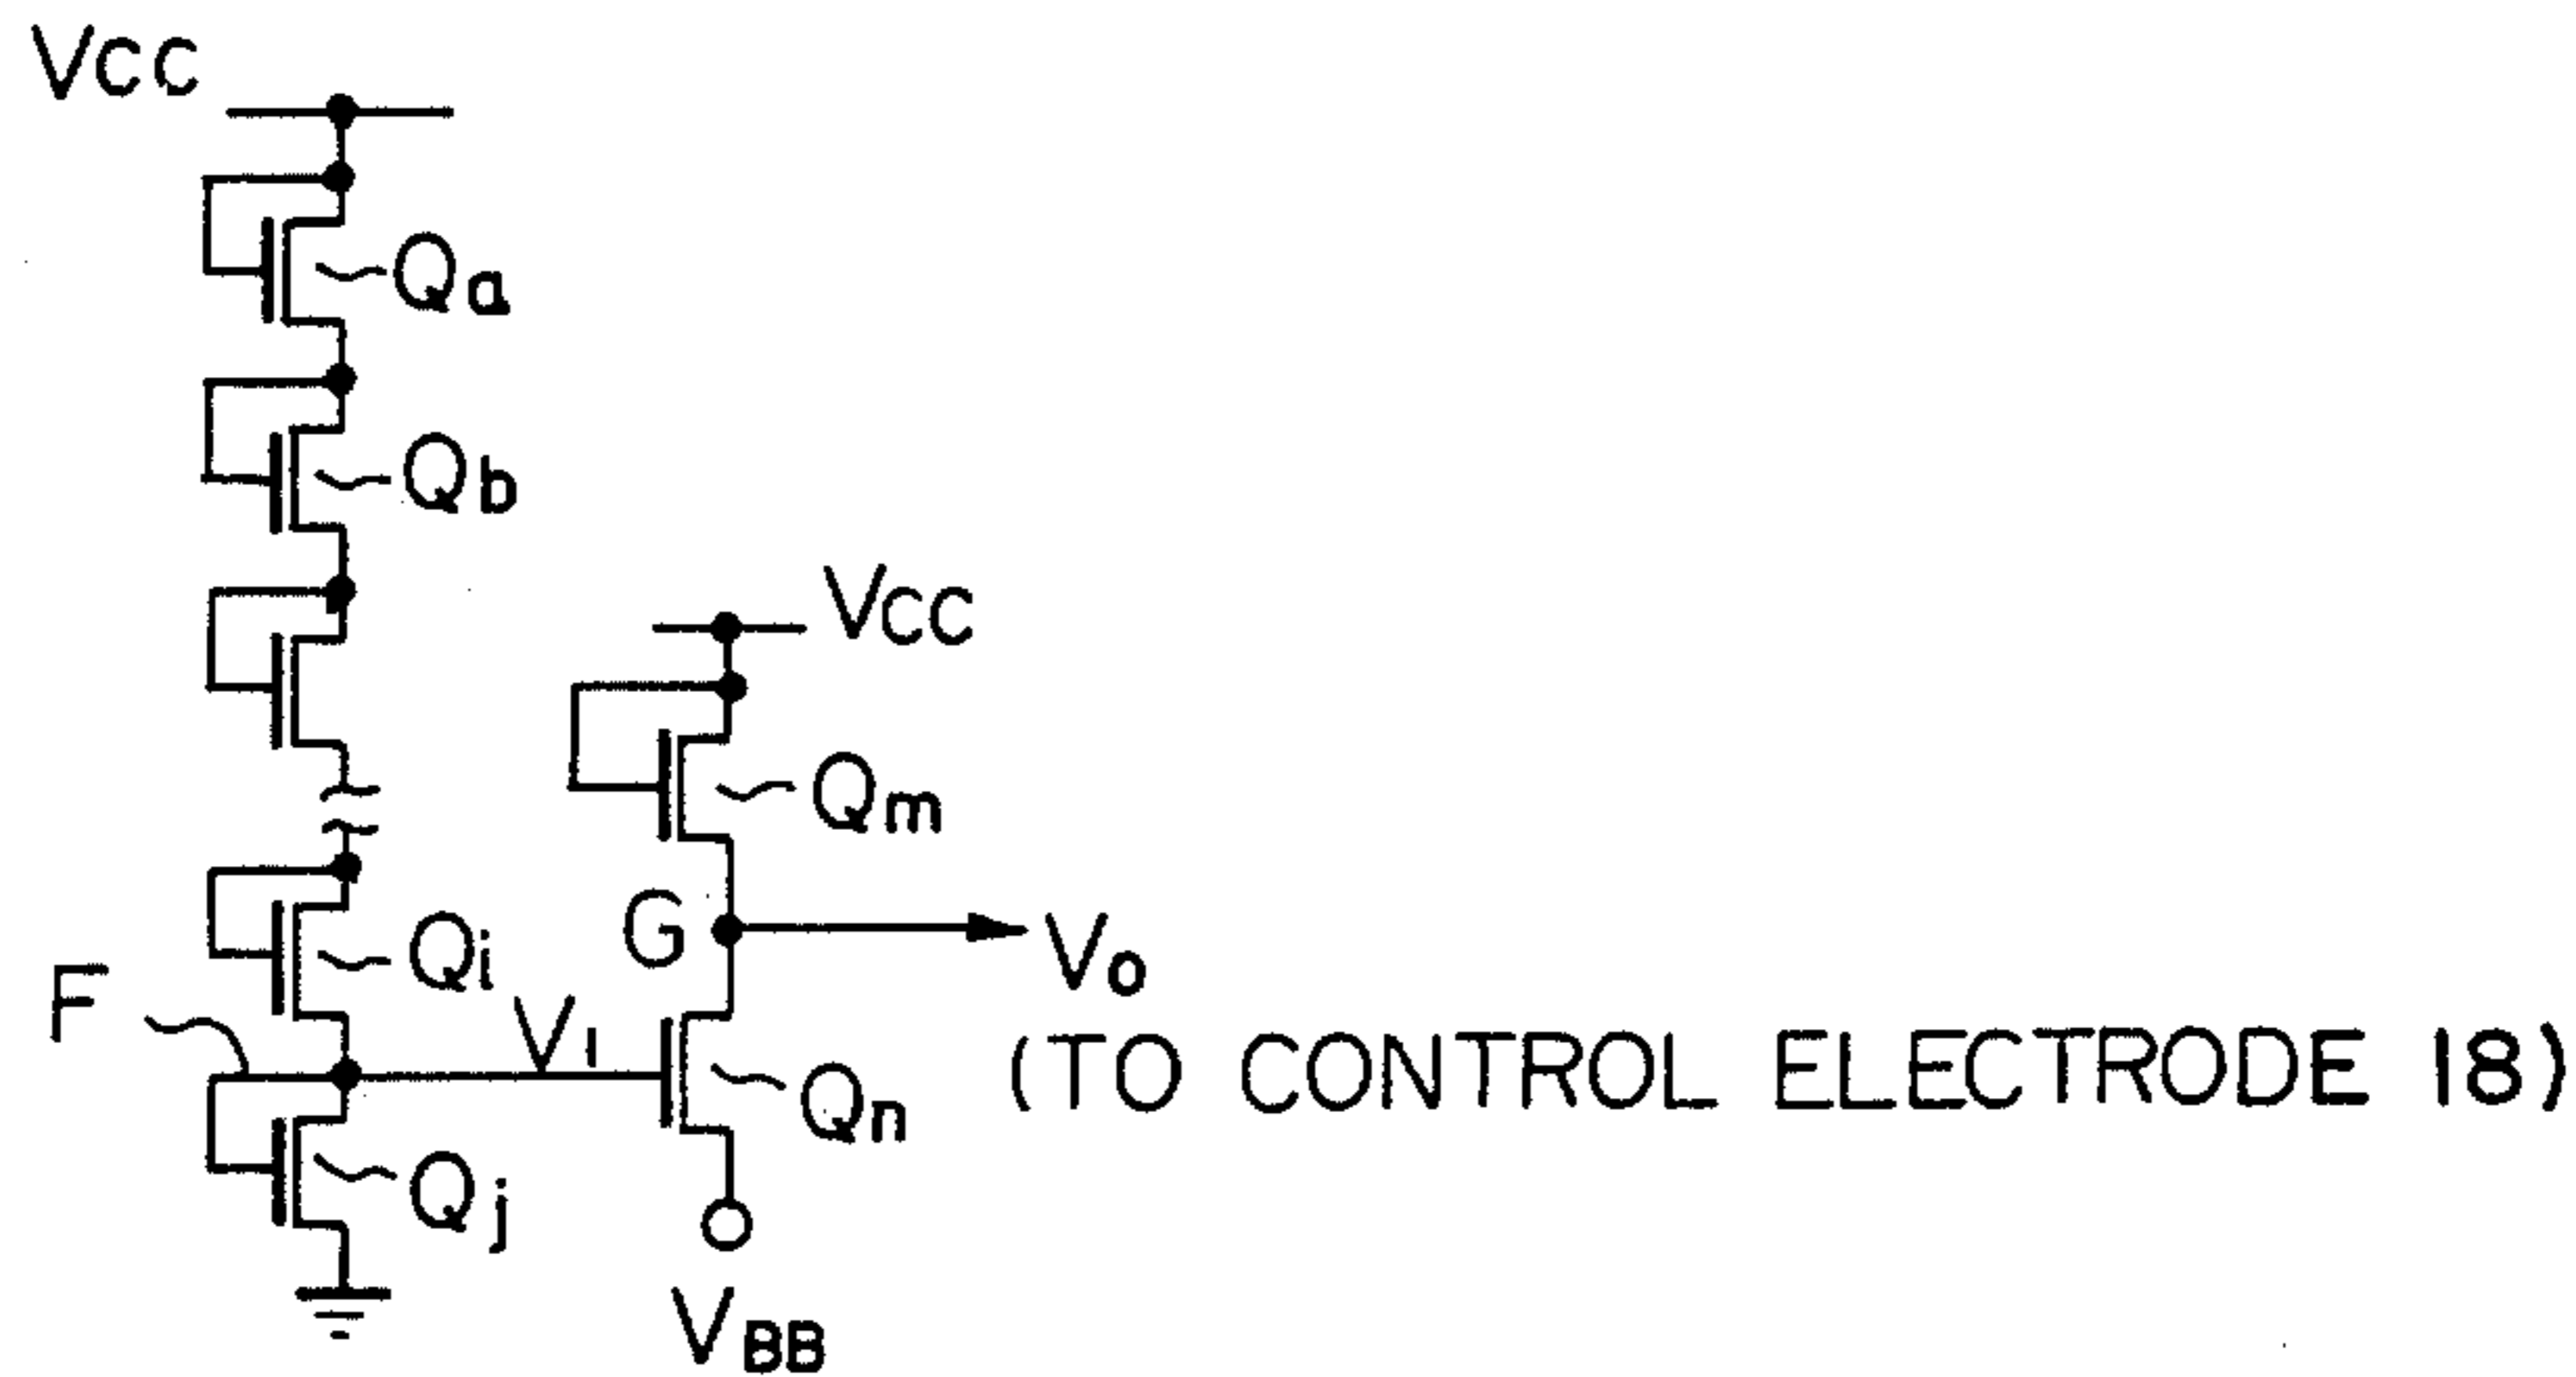 VCC
Qa
Qb
VCC
Qm
G
Qi
VO
F
V1
(TO CONTROL ELECTRODE 18)
Qn
Qj
VBB